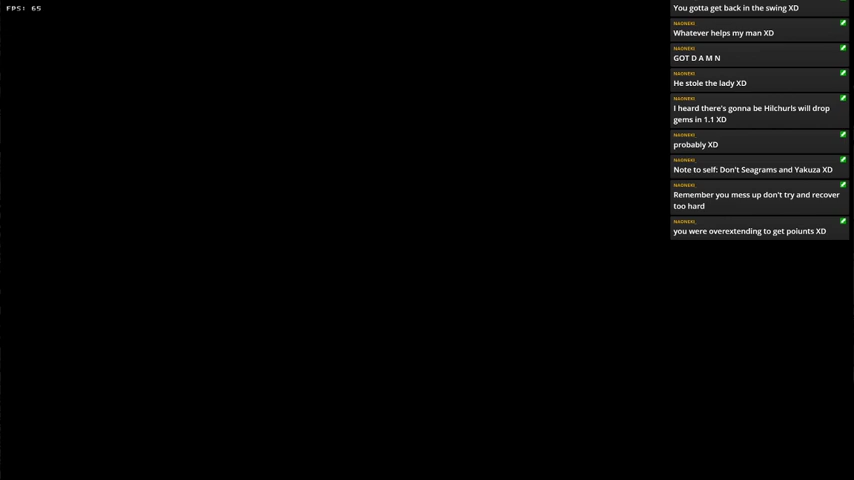 FPS: 65
You gotta get back in the swing XD
NAONEKI
Whatever helps my man XD
NAONEKI
GOT D A M N
NAONEKI
He stole the lady XD
NAONEKI
I heard there's gonna be Hilchurls will drop
gems in 1.1 XD
NAONEKI
probably XD
NAONEKI
Note to self: Don't Seagrams and Yakuza XD
NAONEKI
Remember you mess up don't try and recover
too hard
NAONEKI_
you were overextending to get poiunts XD